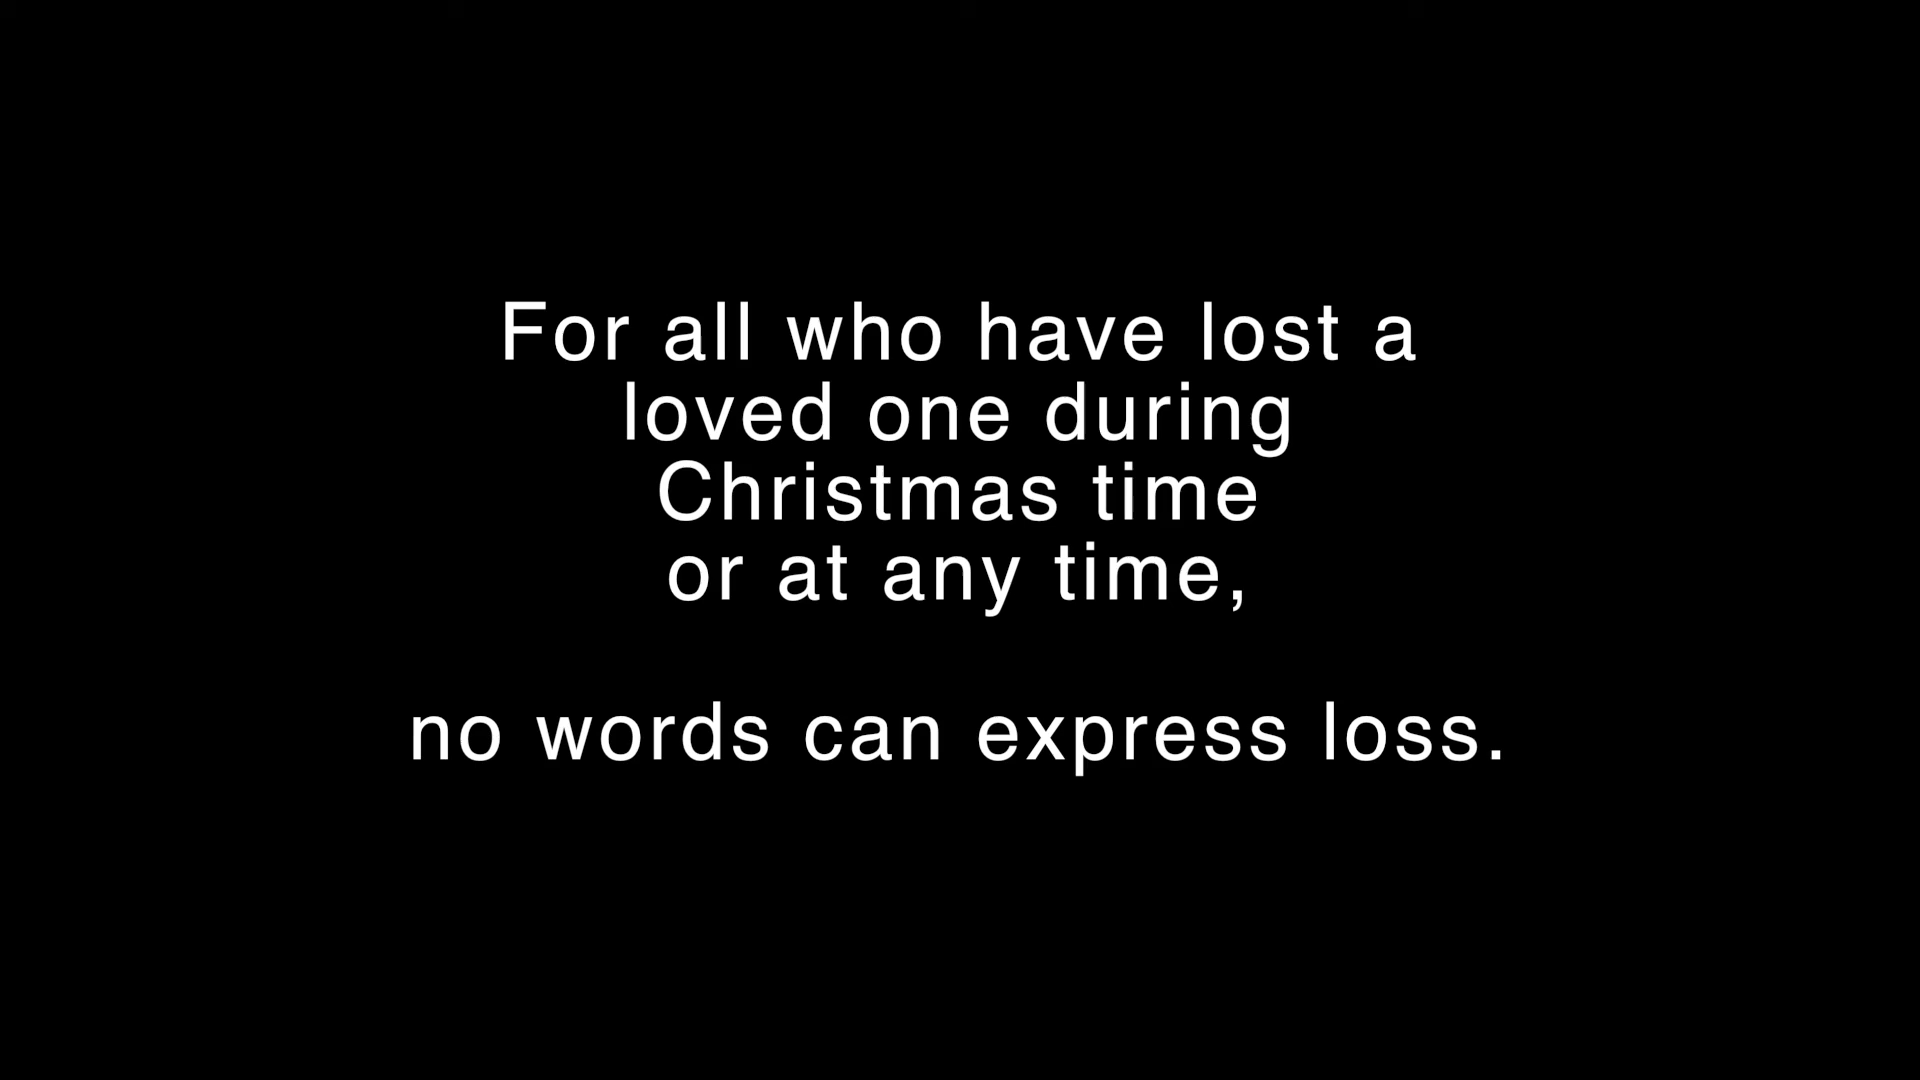 For all who have lost a
loved one during
Christmas time
or at any time,
no words can express loss.